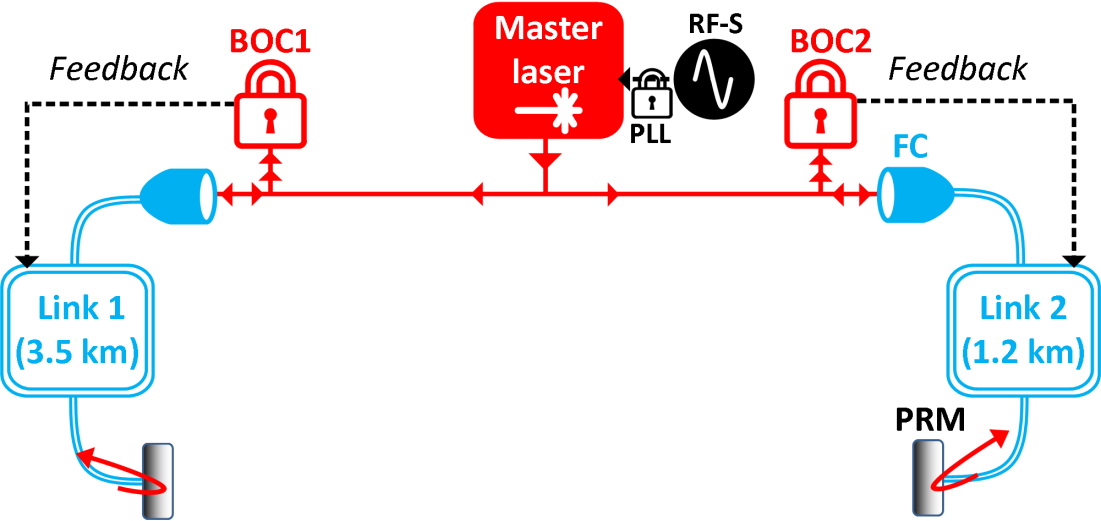 Feedback
BOC1
Master
laser
RF-S
PLL
BOC2
Feedback
FC
Link 1
(3.5 km)
Link 2
(1.2 km)
PRM